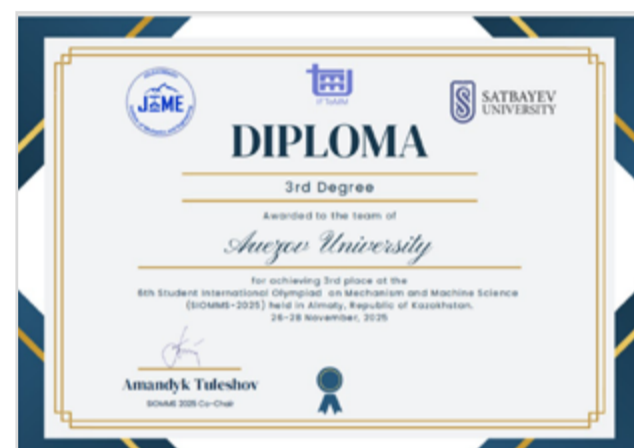 JIME
IFToMM
SATBAYEV
UNIVERSITY
DIPLOMA
3rd Degree
Awarded to the team of
Auezov University
for achieving 3rd place at the
6th Student International Olympiad on Mechanism and Machine Science
(SIOMMS-2025) held in Almaty, Republic of Kazakhstan.
26-28 November, 2025
Amandyk Tuleshov
SIOMMS 2025 Co-Chair